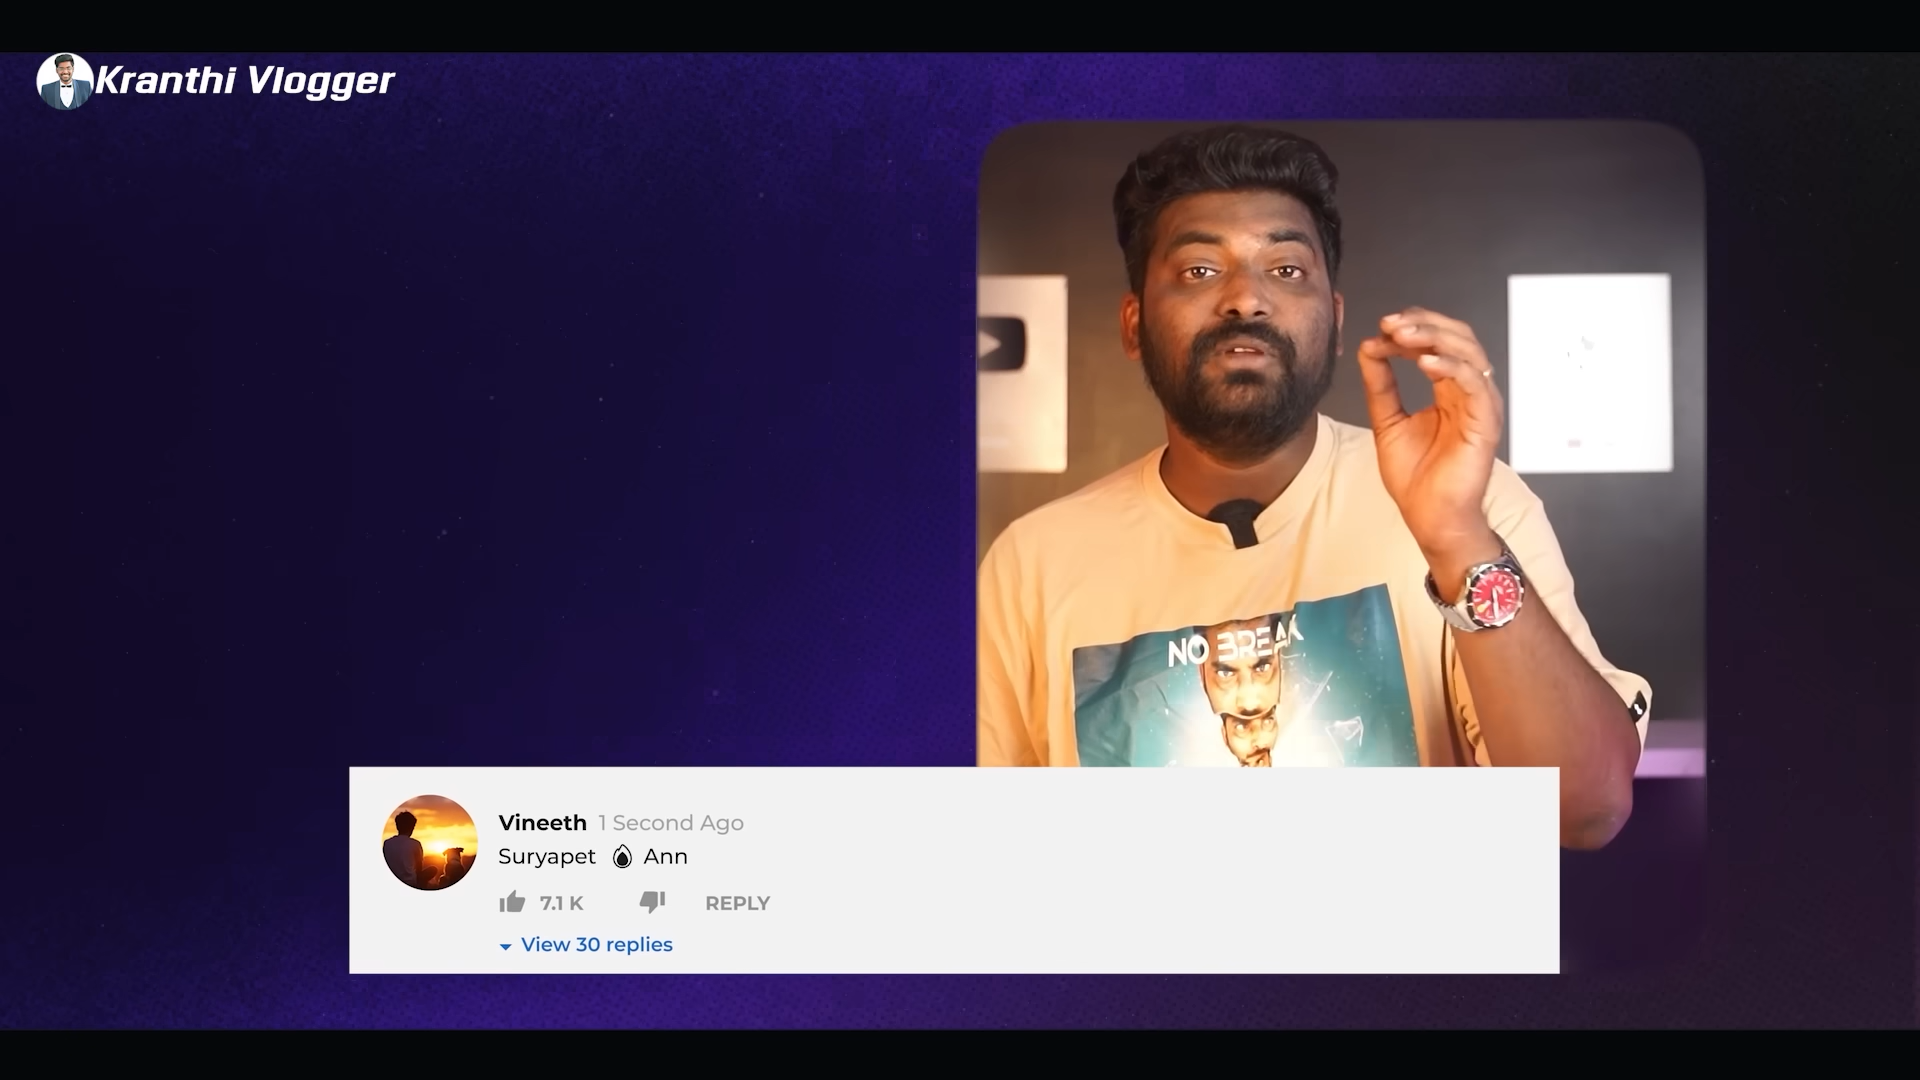 Kranthi Vlogger
NO BREAK
Vineeth 1 Second Ago
Suryapet Ann
7.1 K REPLY
View 30 replies